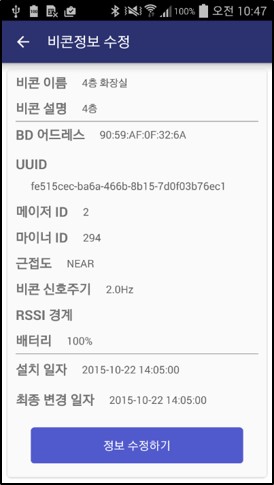 100% 오전 10:47
비콘정보 수정
비콘 이름 4층 화장실
비콘 설명 4층
BD 어드레스 90:59:AF:0F:32:6A
UUID
fe515cec-ba6a-466b-8b15-7d0f03b76ec1
메이저 ID 2
마이너 ID 294
근접도 NEAR
비콘 신호주기 2.0Hz
RSSI 경계
배터리 100%
설치 일자 2015-10-22 14:05:00
최종 변경 일자 2015-10-22 14:05:00
정보 수정하기